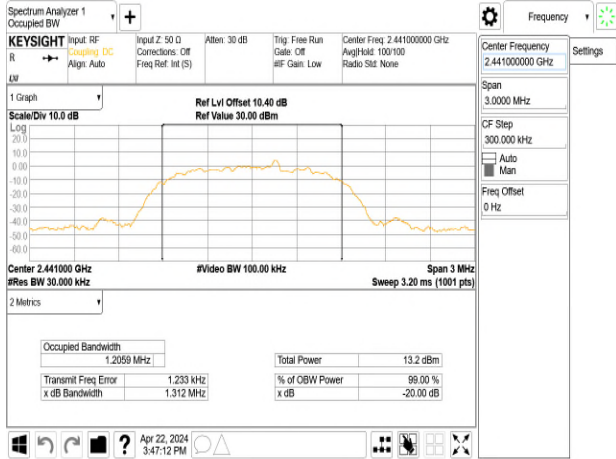 Spectrum Analyzer 1
Occupied BW
Frequency
KEYSIGHT
R
Input: RF
Coupling: DC
Align: Auto
Input Z: 50 Ω
Corrections: Off
Freq Ref: Int (S)
Atten: 30 dB
Trig: Free Run
Gate: Off
#IF Gain: Low
Center Freq: 2.441000000 GHz
Avg|Hold: 100/100
Radio Std: None
Center Frequency
2.441000000 GHz
Settings
Span
3.0000 MHz
CF Step
300.000 kHz
Auto
Man
Freq Offset
0 Hz
1 Graph
Scale/Div 10.0 dB
Ref Lvl Offset 10.40 dB
Ref Value 30.00 dBm
Log
20.0
10.0
0.00
-10.0
-20.0
-30.0
-40.0
-50.0
-60.0
Center 2.441000 GHz
#Res BW 30.000 kHz
#Video BW 100.00 kHz
Span 3 MHz
Sweep 3.20 ms (1001 pts)
2 Metrics
Occupied Bandwidth
1.2059 MHz
Total Power 13.2 dBm
Transmit Freq Error 1.233 kHz
% of OBW Power 99.00 %
x dB Bandwidth 1.312 MHz
x dB -20.00 dB
Apr 22, 2024
3:47:12 PM